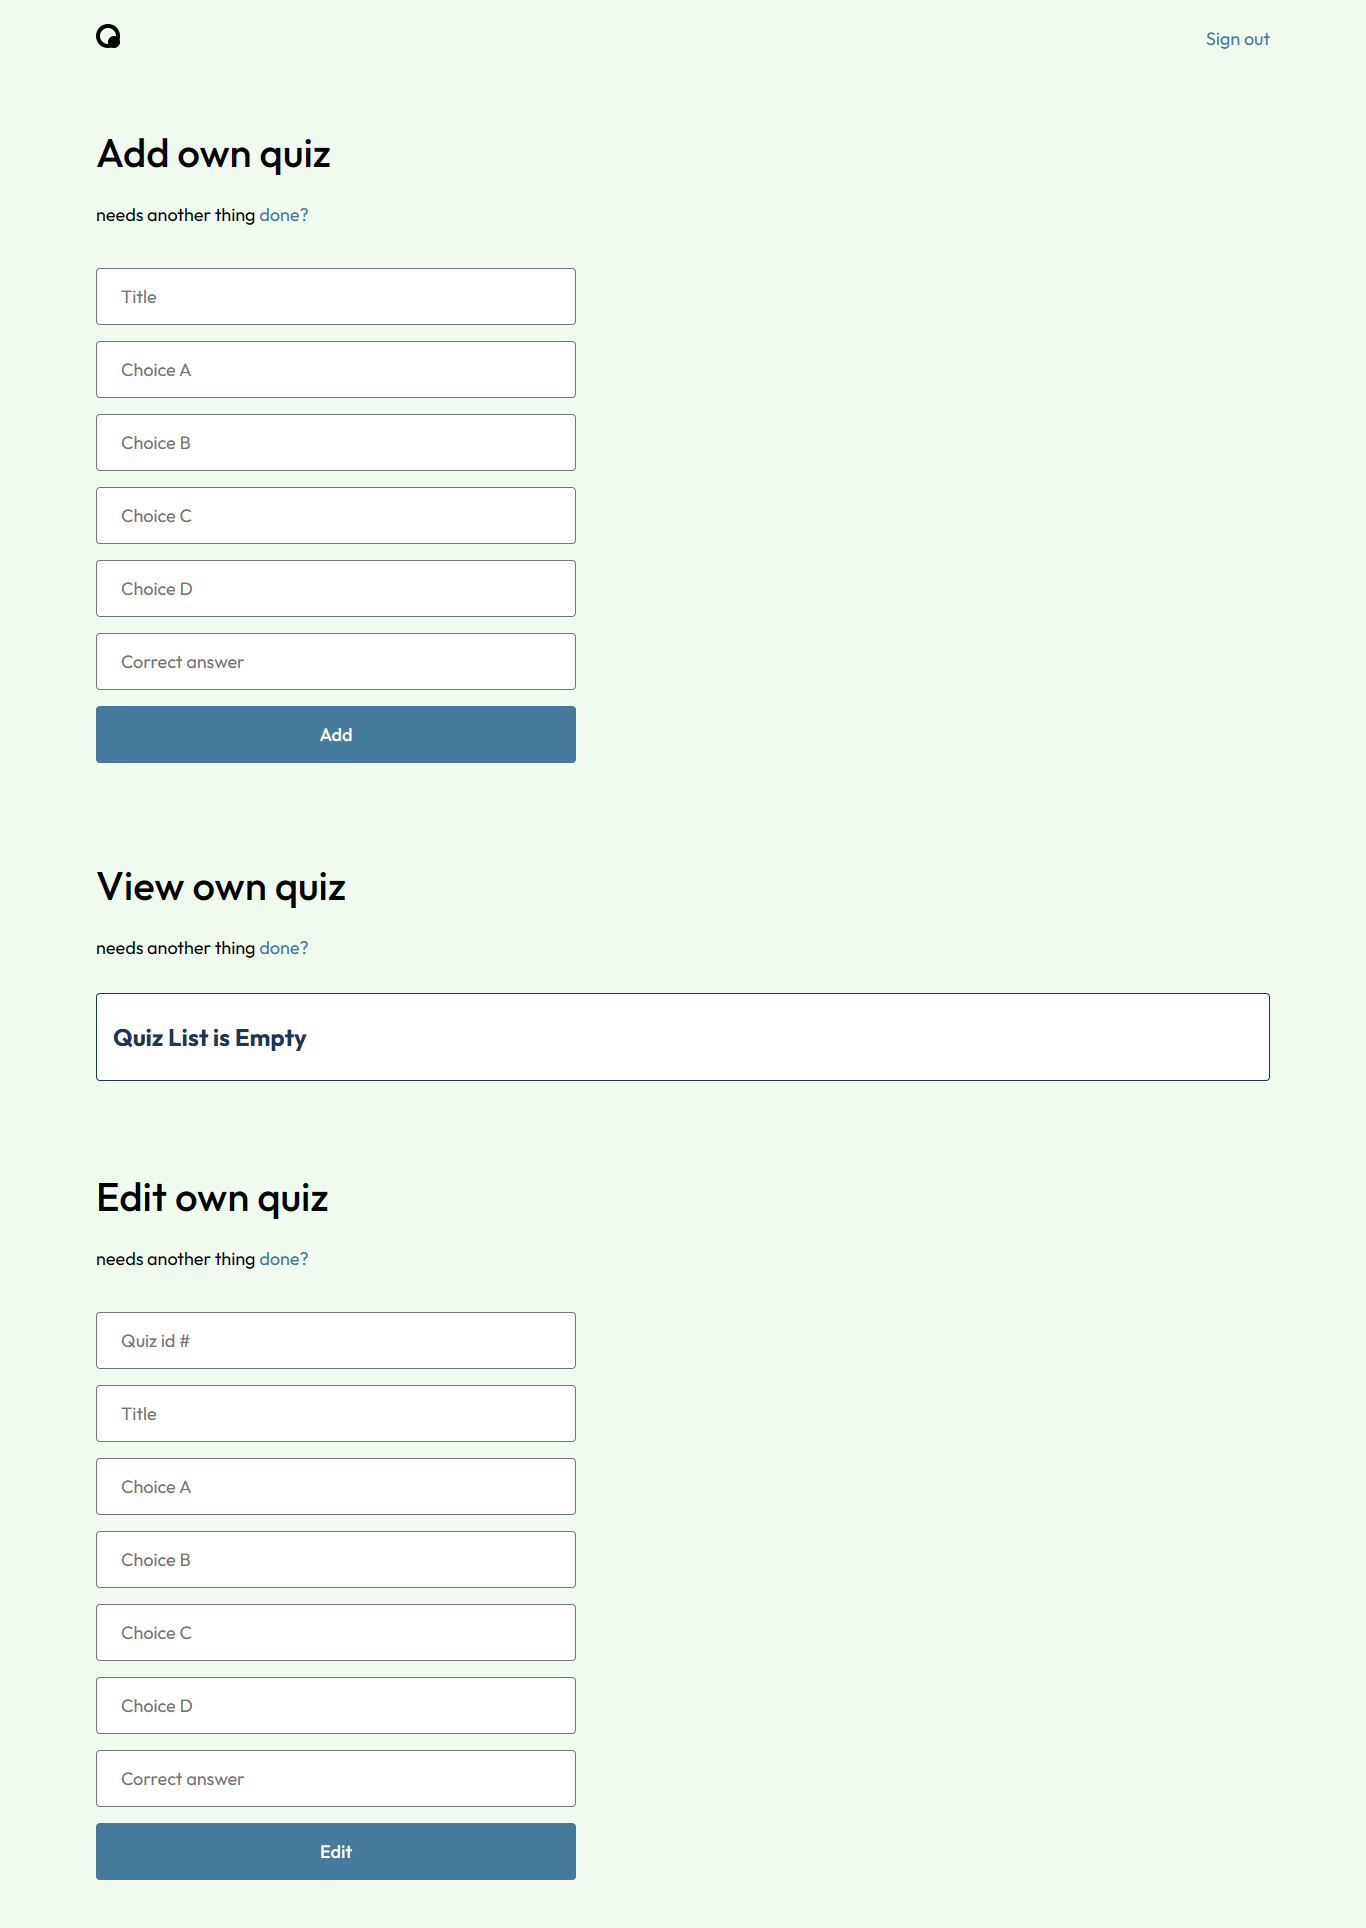 Sign out
Add own quiz
needs another thing done?
Title
Choice A
Choice B
Choice C
Choice D
Correct answer
Add
View own quiz
needs another thing done?
Quiz List is Empty
Edit own quiz
needs another thing done?
Quiz id #
Title
Choice A
Choice B
Choice C
Choice D
Correct answer
Edit